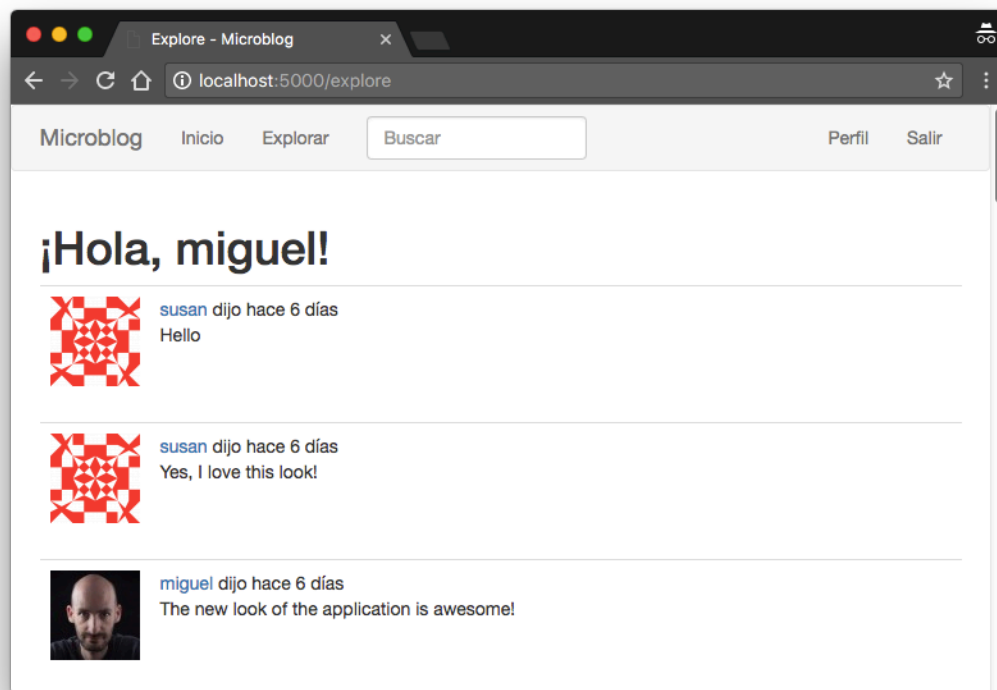 Explore - Microblog
localhost:5000/explore
Microblog Inicio Explorar Buscar Perfil Salir
¡Hola, miguel!
susan dijo hace 6 días
Hello
susan dijo hace 6 días
Yes, I love this look!
miguel dijo hace 6 días
The new look of the application is awesome!